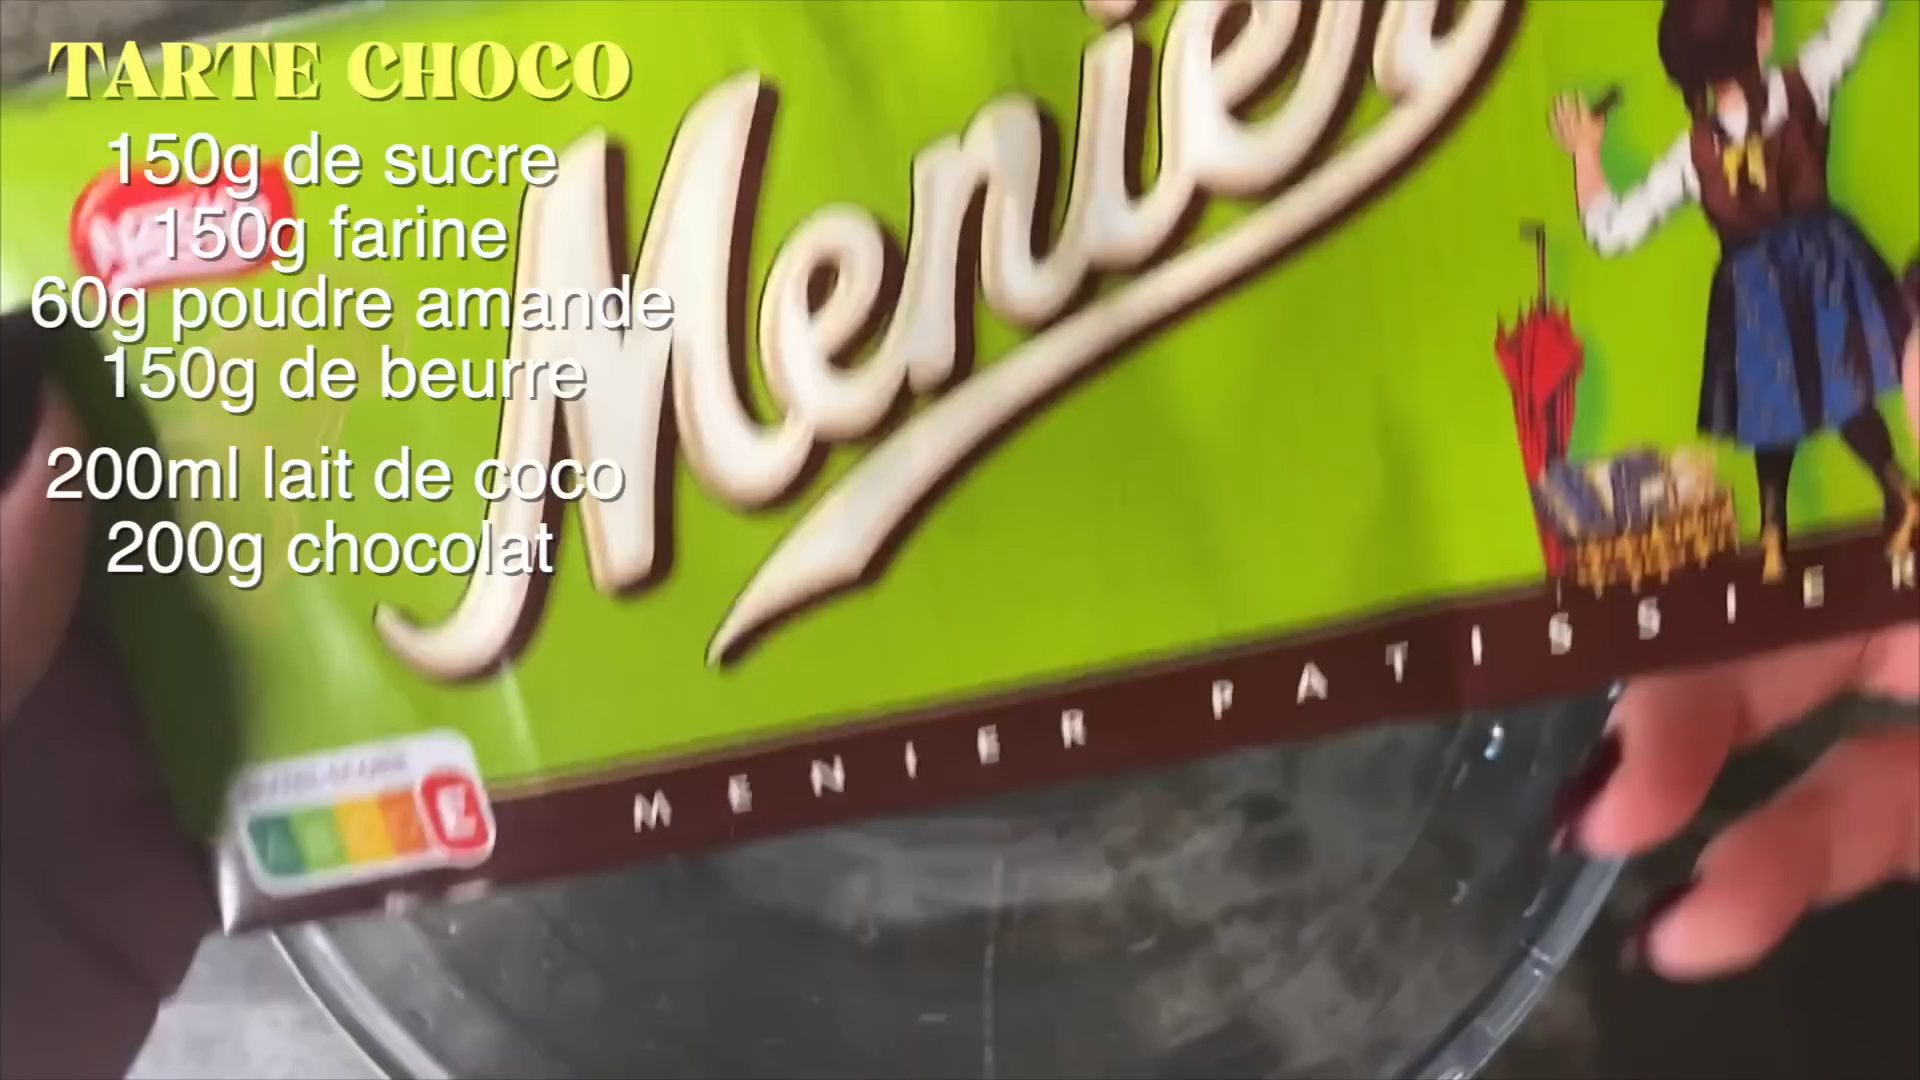 TARTE CHOCO
150g de sucre
150g farine
60g poudre amande
150g de beurre
200ml lait de coco
200g chocolat
Menier
MENIER PATISSIER
E